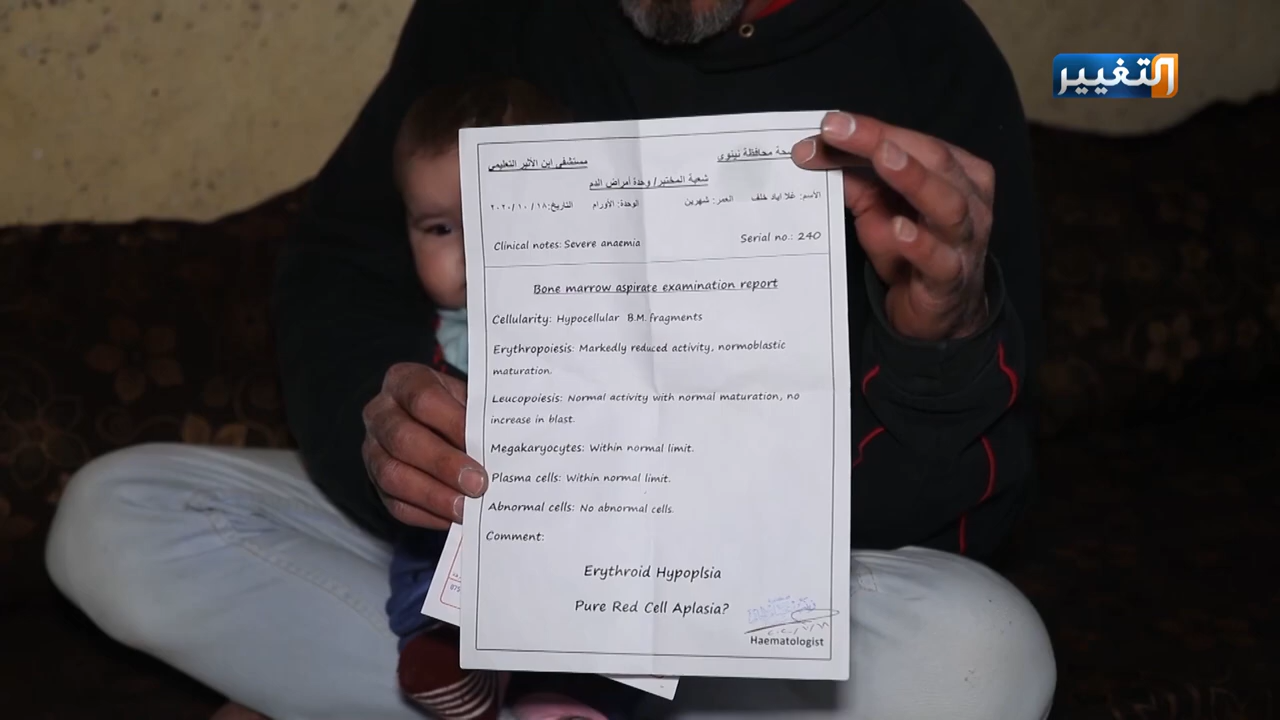 التغيير
صحة محافظة نينوى
مستشفى ابن الأثير التعليمي
شعبة المختبر/ وحدة أمراض الدم
الأسم: غلا اياد خلف العمر: شهرين الوحدة: الأورام التاريخ: ٢٠٢٠/١٠/١٨
Serial no.: 240
Clinical notes: Severe anaemia
Bone marrow aspirate examination report
Cellularity: Hypocellular B.M. fragments
Erythropoiesis: Markedly reduced activity, normoblastic
maturation.
Leucopoiesis: Normal activity with normal maturation, no
increase in blast.
Megakaryocytes: Within normal limit.
Plasma cells: Within normal limit.
Abnormal cells: No abnormal cells.
Comment:
Erythroid Hypoplsia
Pure Red Cell Aplasia?
Haematologist